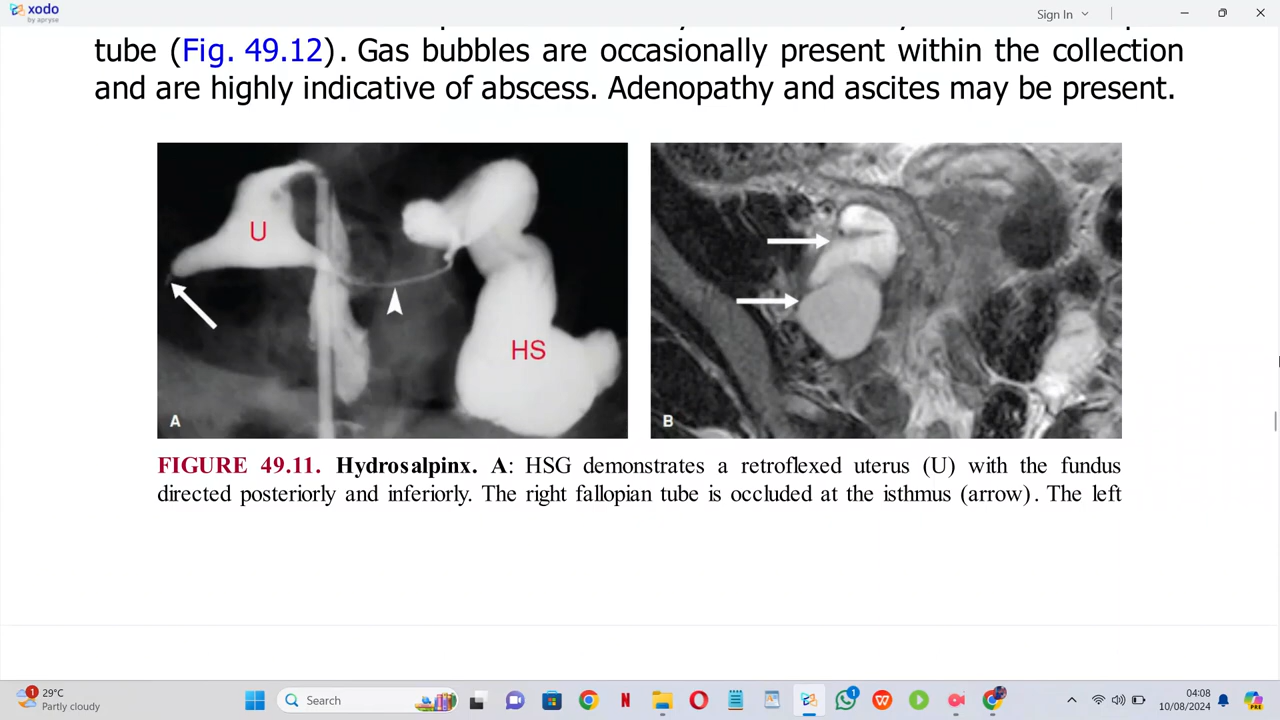 xodo
by apryse
Sign In
tube (Fig. 49.12). Gas bubbles are occasionally present within the collection
and are highly indicative of abscess. Adenopathy and ascites may be present.
U
HS
A
B
FIGURE 49.11. Hydrosalpinx. A: HSG demonstrates a retroflexed uterus (U) with the fundus
directed posteriorly and inferiorly. The right fallopian tube is occluded at the isthmus (arrow). The left
1
29°C
Partly cloudy
Search
1
04:08
10/08/2024